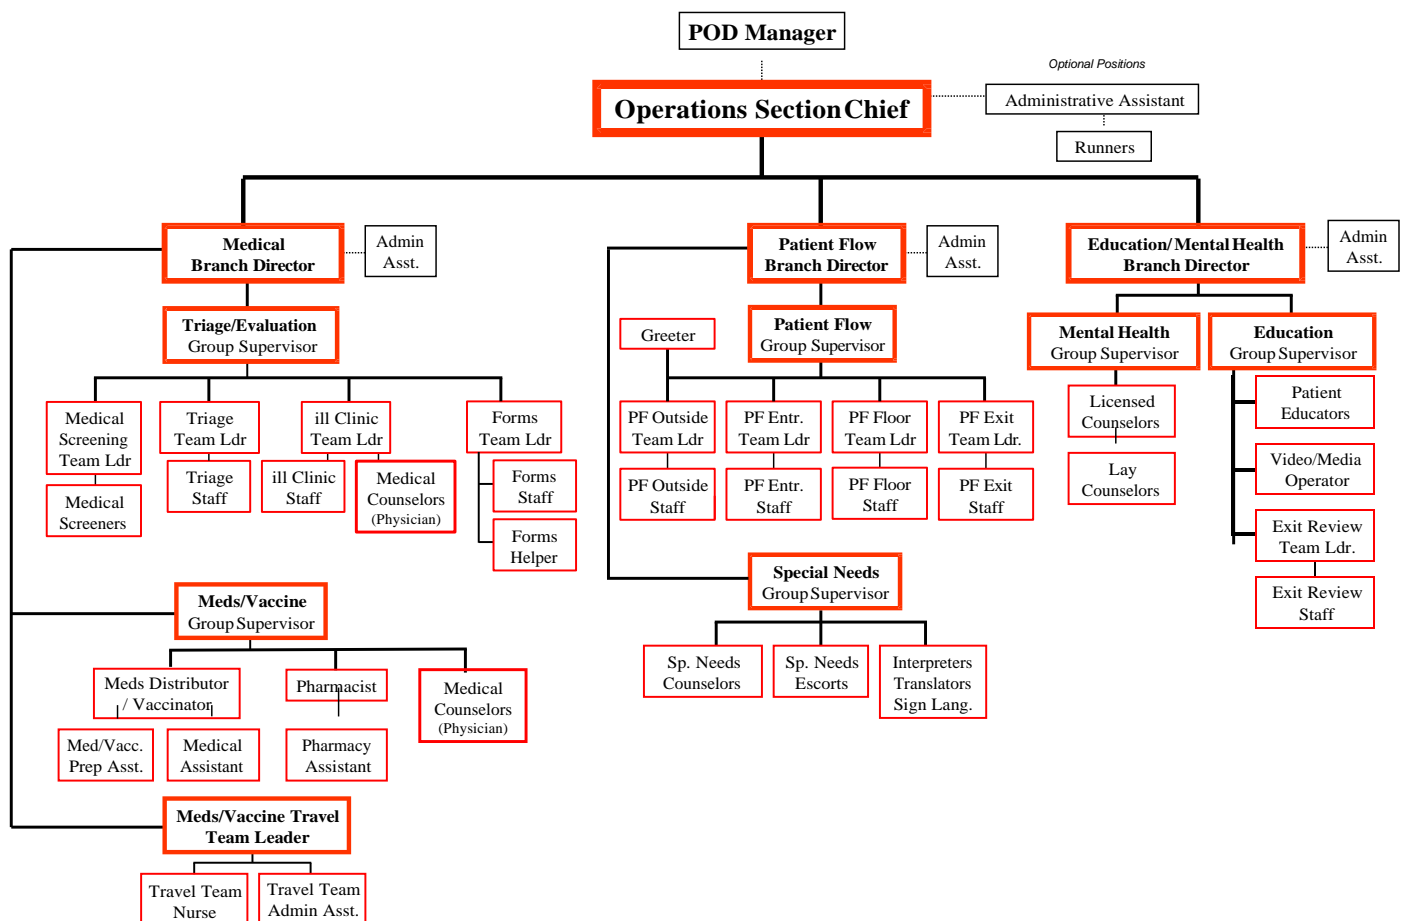 POD Manager
Optional Positions
Operations Section Chief
Administrative Assistant
Runners
Medical
Branch Director
Admin
Asst.
Patient Flow
Branch Director
Admin
Asst.
Education/ Mental Health
Branch Director
Admin
Asst.
Triage/Evaluation
Group Supervisor
Greeter
Patient Flow
Group Supervisor
Mental Health
Group Supervisor
Education
Group Supervisor
Medical
Screening
Team Ldr
Triage
Team Ldr
ill Clinic
Team Ldr
Forms
Team Ldr
PF Outside
Team Ldr
PF Entr.
Team Ldr
PF Floor
Team Ldr
PF Exit
Team Ldr.
Licensed
Counselors
Patient
Educators
Medical
Screeners
Triage
Staff
ill Clinic
Staff
Medical
Counselors
(Physician)
Forms
Staff
Forms
Helper
PF Outside
Staff
PF Entr.
Staff
PF Floor
Staff
PF Exit
Staff
Lay
Counselors
Video/Media
Operator
Exit Review
Team Ldr.
Exit Review
Staff
Meds/Vaccine
Group Supervisor
Special Needs
Group Supervisor
Meds Distributor
/ Vaccinator
Pharmacist
Medical
Counselors
(Physician)
Sp. Needs
Counselors
Sp. Needs
Escorts
Interpreters
Translators
Sign Lang.
Med/Vacc.
Prep Asst.
Medical
Assistant
Pharmacy
Assistant
Meds/Vaccine Travel
Team Leader
Travel Team
Nurse
Travel Team
Admin Asst.